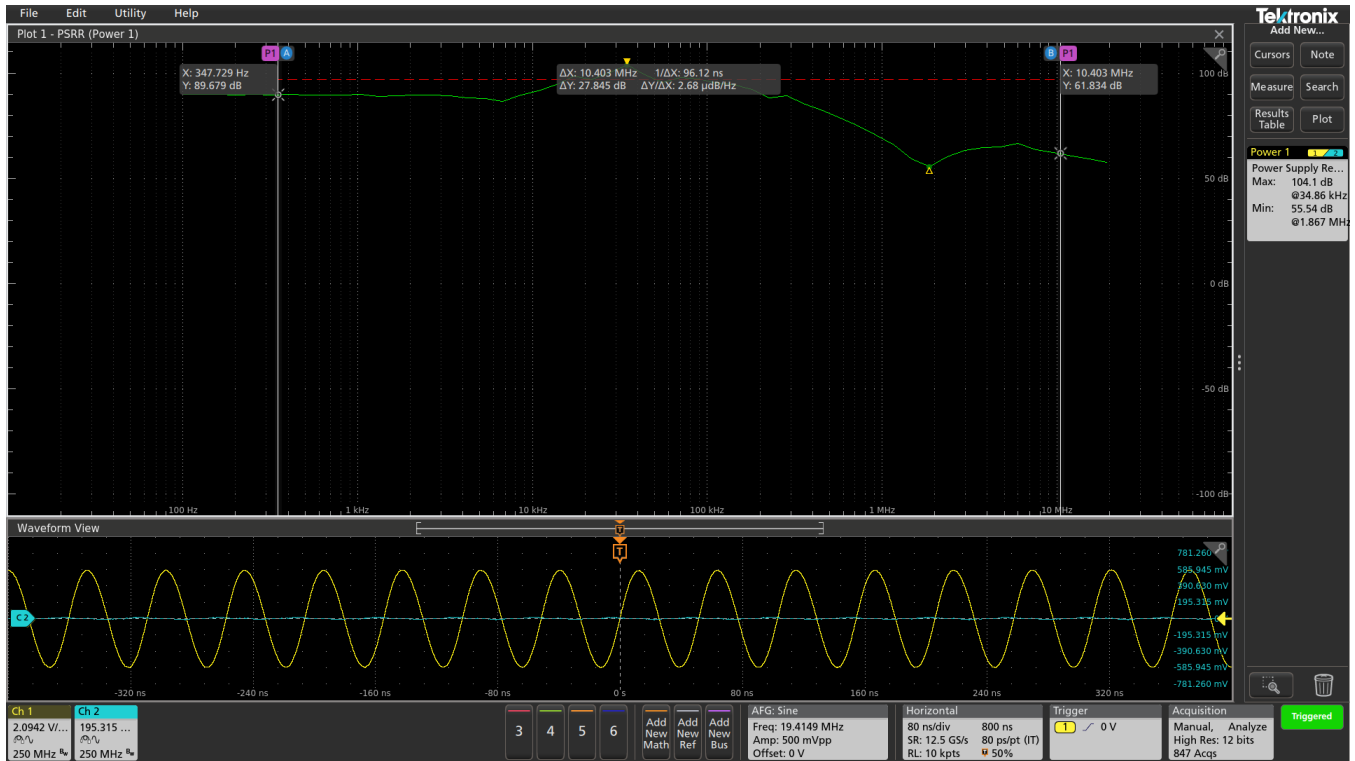 File Edit Utility Help
Tektronix
Add New...
Plot 1 - PSRR (Power 1)
P1 A
B P1
X: 347.729 Hz
Y: 89.679 dB
ΔX: 10.403 MHz 1/ΔX: 96.12 ns
ΔY: 27.845 dB ΔY/ΔX: 2.68 µdB/Hz
X: 10.403 MHz
Y: 61.834 dB
100 dB
50 dB
0 dB
-50 dB
-100 dB
100 Hz 1 kHz 10 kHz 100 kHz 1 MHz 10 MHz
Cursors Note
Measure Search
Results
Table
Plot
Power 1 1 / 2
Power Supply Re...
Max: 104.1 dB
@34.86 kHz
Min: 55.54 dB
@1.867 MHz
Waveform View
T
T
C 2
781.260
585.945 mV
390.630 mV
195.315 mV
-195.315 mV
-390.630 mV
-585.945 mV
-781.260 mV
-320 ns -240 ns -160 ns -80 ns 0 s 80 ns 160 ns 240 ns 320 ns
Ch 1
2.0942 V/...
250 MHz Bw
Ch 2
195.315 ...
250 MHz Bw
3 4 5 6
Add
New
Math
Add
New
Ref
Add
New
Bus
AFG: Sine
Freq: 19.4149 MHz
Amp: 500 mVpp
Offset: 0 V
Horizontal
80 ns/div 800 ns
SR: 12.5 GS/s 80 ps/pt (IT)
RL: 10 kpts 50%
Trigger
1 0 V
Acquisition
Manual, Analyze
High Res: 12 bits
847 Acqs
Triggered